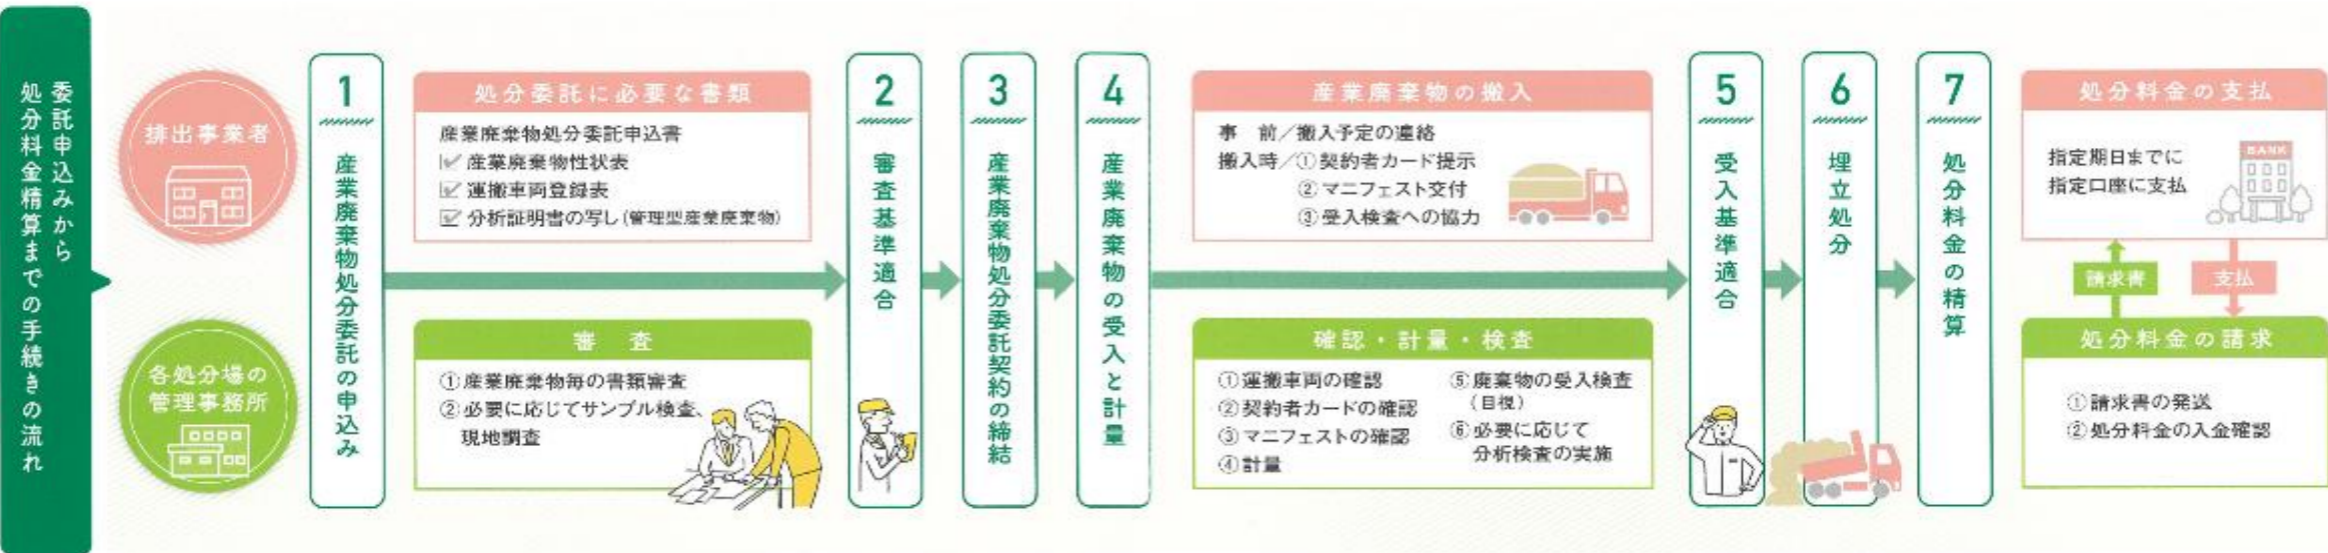 委託申込みから
処分料金精算までの手続きの流れ
排出事業者
各処分場の
管理事務所
1
産業廃棄物処分委託の申込み
処分委託に必要な書類
産業廃棄物処分委託申込書
産業廃棄物性状表
運搬車両登録表
分析証明書の写し(管理型産業廃棄物)
審 査
①産業廃棄物毎の書類審査
②必要に応じてサンプル検査、
現地調査
2
審査基準適合
3
産業廃棄物処分委託契約の締結
4
産業廃棄物の受入と計量
産業廃棄物の搬入
事 前/搬入予定の連絡
搬入時/①契約者カード提示
②マニフェスト交付
③受入検査への協力
確認・計量・検査
①運搬車両の確認
②契約者カードの確認
③マニフェストの確認
④計量
⑤廃棄物の受入検査
(目視)
⑥必要に応じて
分析検査の実施
5
受入基準適合
6
埋立処分
7
処分料金の精算
処分料金の支払
指定期日までに
指定口座に支払
BANK
請求書
支払
処分料金の請求
①請求書の発送
②処分料金の入金確認